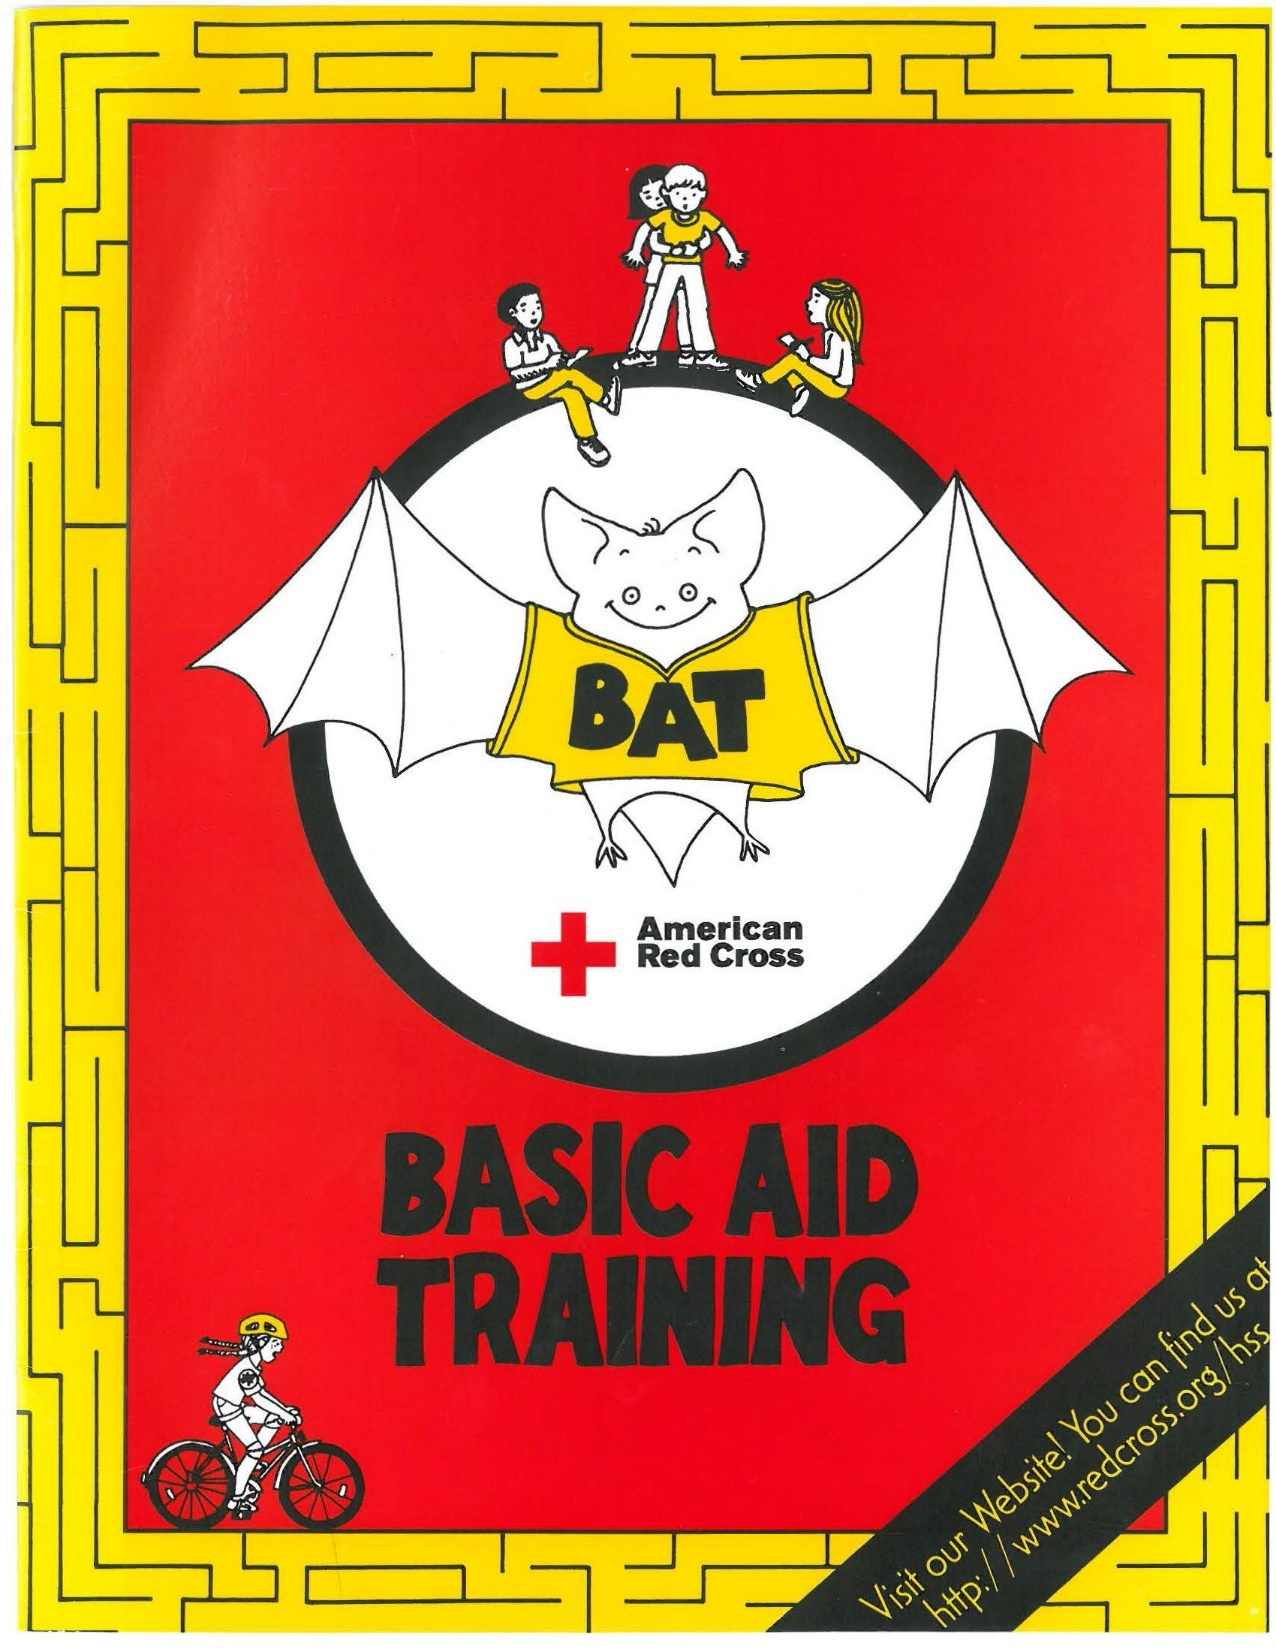 BAT
American
Red Cross
BASIC AID
TRAINING
Visit our Website! You can find us at
http://www.redcross.org/hss